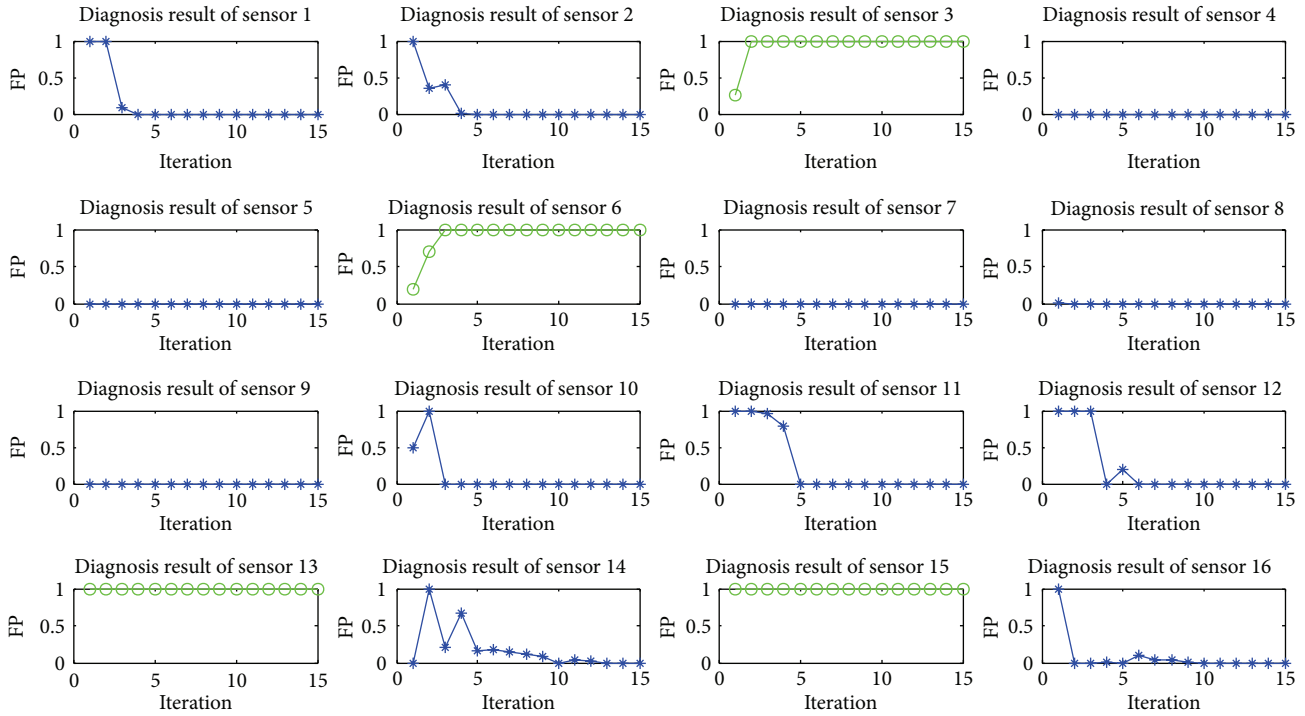 Diagnosis result of sensor 1
1
0.5
0
FP
0 5 10 15
Iteration
Diagnosis result of sensor 2
1
0.5
0
FP
0 5 10 15
Iteration
Diagnosis result of sensor 3
1
0.5
0
FP
0 5 10 15
Iteration
Diagnosis result of sensor 4
1
0.5
0
FP
0 5 10 15
Iteration
Diagnosis result of sensor 5
1
0.5
0
FP
0 5 10 15
Iteration
Diagnosis result of sensor 6
1
0.5
0
FP
0 5 10 15
Iteration
Diagnosis result of sensor 7
1
0.5
0
FP
0 5 10 15
Iteration
Diagnosis result of sensor 8
1
0.5
0
FP
0 5 10 15
Iteration
Diagnosis result of sensor 9
1
0.5
0
FP
0 5 10 15
Iteration
Diagnosis result of sensor 10
1
0.5
0
FP
0 5 10 15
Iteration
Diagnosis result of sensor 11
1
0.5
0
FP
0 5 10 15
Iteration
Diagnosis result of sensor 12
1
0.5
0
FP
0 5 10 15
Iteration
Diagnosis result of sensor 13
1
0.5
0
FP
0 5 10 15
Iteration
Diagnosis result of sensor 14
1
0.5
0
FP
0 5 10 15
Iteration
Diagnosis result of sensor 15
1
0.5
0
FP
0 5 10 15
Iteration
Diagnosis result of sensor 16
1
0.5
0
FP
0 5 10 15
Iteration